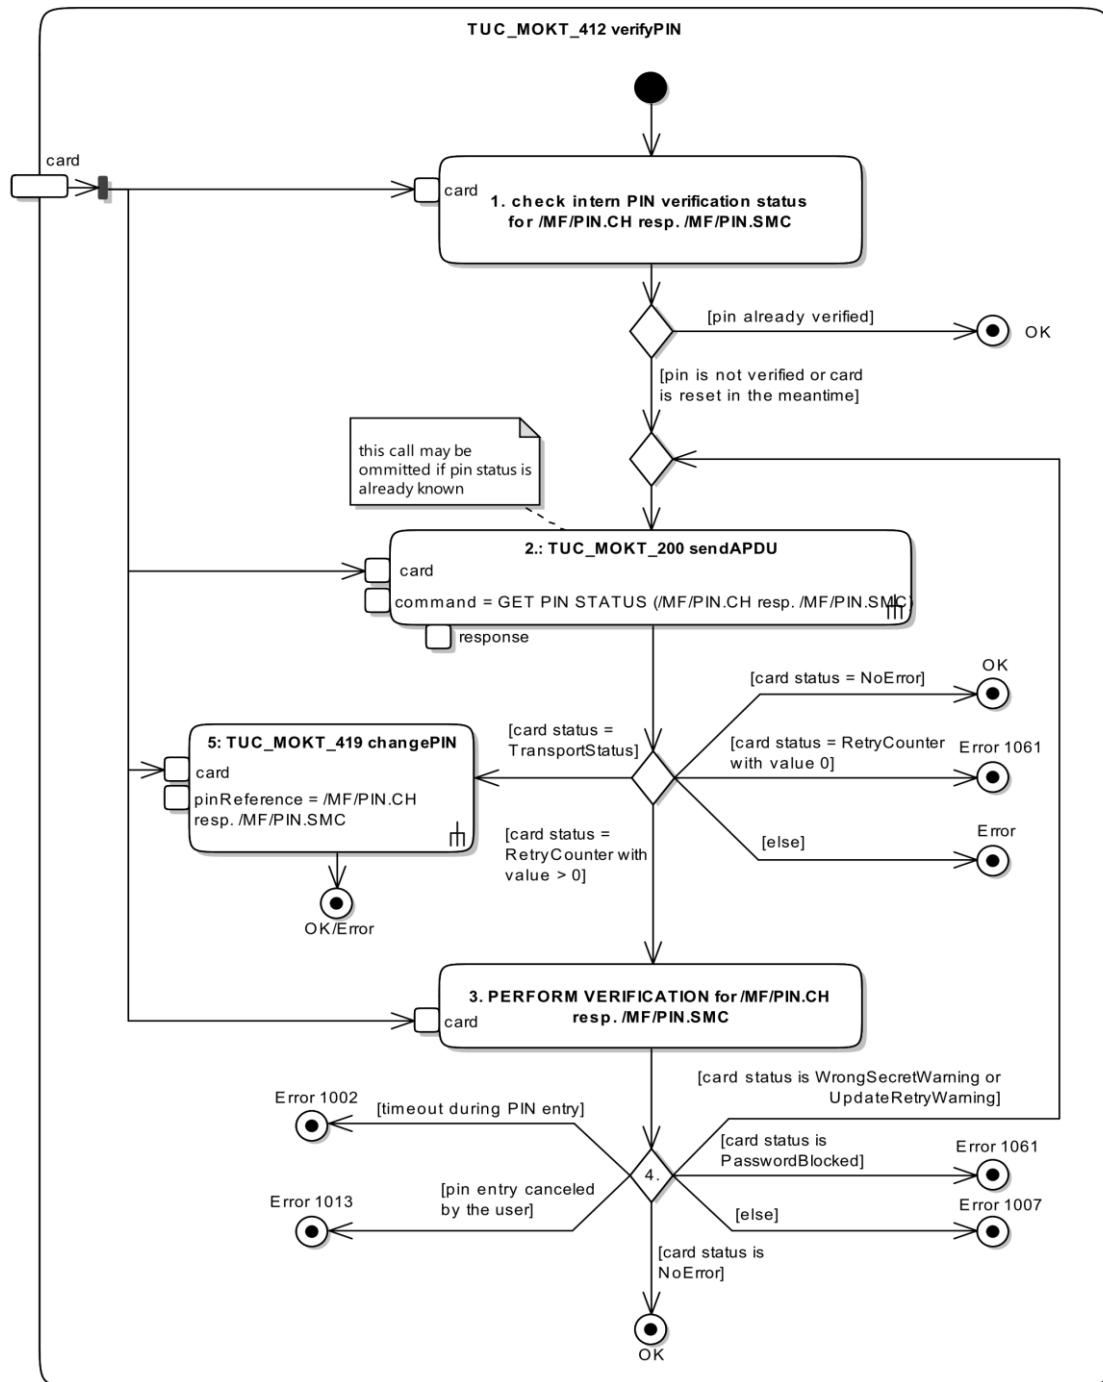 TUC_MOKT_412 verifyPIN
card
card
1. check intern PIN verification status
for /MF/PIN.CH resp. /MF/PIN.SMC
[pin already verified]
OK
[pin is not verified or card
is reset in the meantime]
this call may be
ommitted if pin status is
already known
2.: TUC_MOKT_200 sendAPDU
card
command = GET PIN STATUS (/MF/PIN.CH resp. /MF/PIN.SMC)
response
OK
[card status = NoError]
[card status =
TransportStatus]
[card status = RetryCounter
with value 0]
Error 1061
5: TUC_MOKT_419 changePIN
card
pinReference = /MF/PIN.CH
resp. /MF/PIN.SMC
[card status =
RetryCounter with
value > 0]
[else]
Error
OK/Error
3. PERFORM VERIFICATION for /MF/PIN.CH
resp. /MF/PIN.SMC
card
[card status is WrongSecretWarning or
UpdateRetryWarning]
Error 1002
[timeout during PIN entry]
[card status is
PasswordBlocked]
Error 1061
4.
Error 1013
[pin entry canceled
by the user]
[else]
Error 1007
[card status is
NoError]
OK